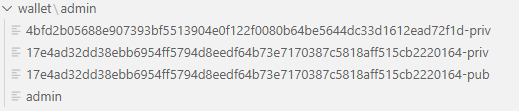 wallet\admin
4bfd2b05688e907393bf5513904e0f122f0080b64be5644dc33d1612ead72f1d-priv
17e4ad32dd38ebb6954ff5794d8eedf64b73e7170387c5818aff515cb2220164-priv
17e4ad32dd38ebb6954ff5794d8eedf64b73e7170387c5818aff515cb2220164-pub
admin